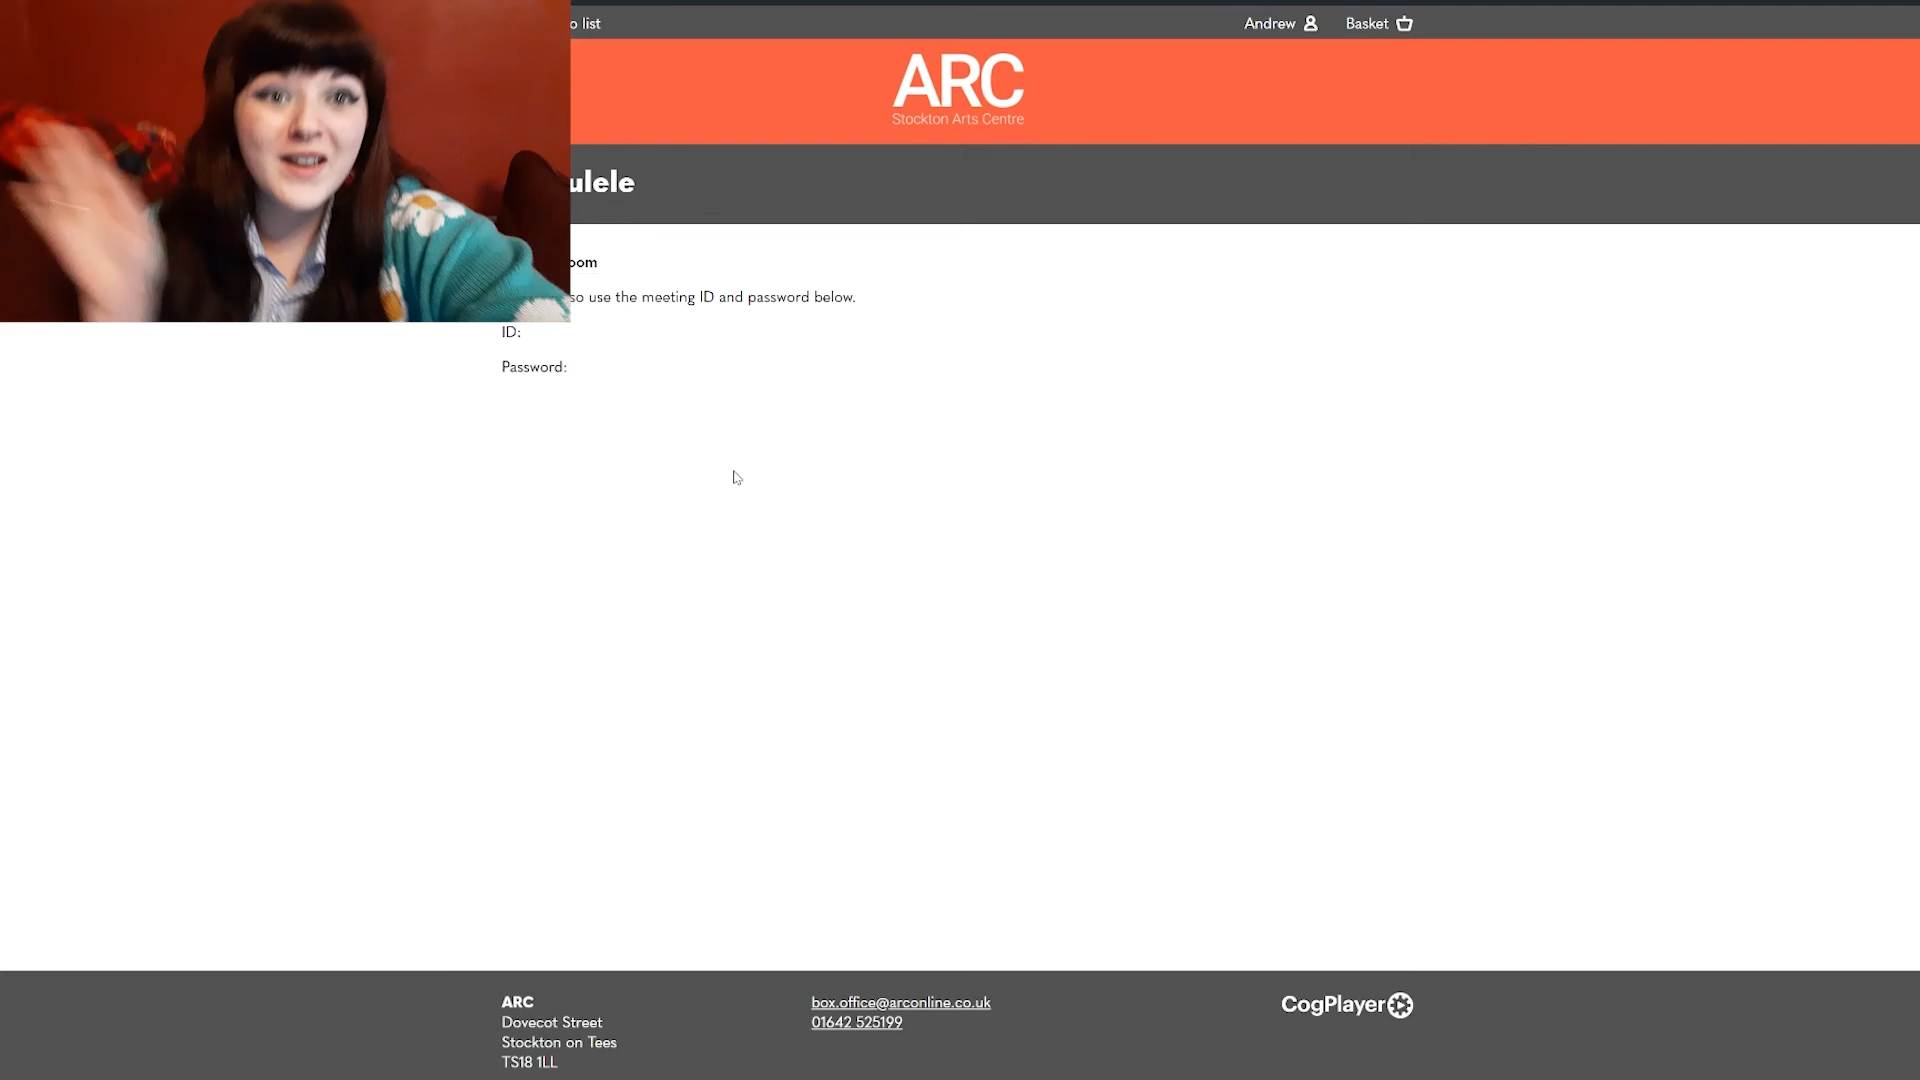 o list
Andrew
Basket
ARC
Stockton Arts Centre
ulele
oom
so use the meeting ID and password below.
ID:
Password:
ARC
Dovecot Street
Stockton on Tees
TS18 1LL
box.office@arconline.co.uk
01642 525199
CogPlayer